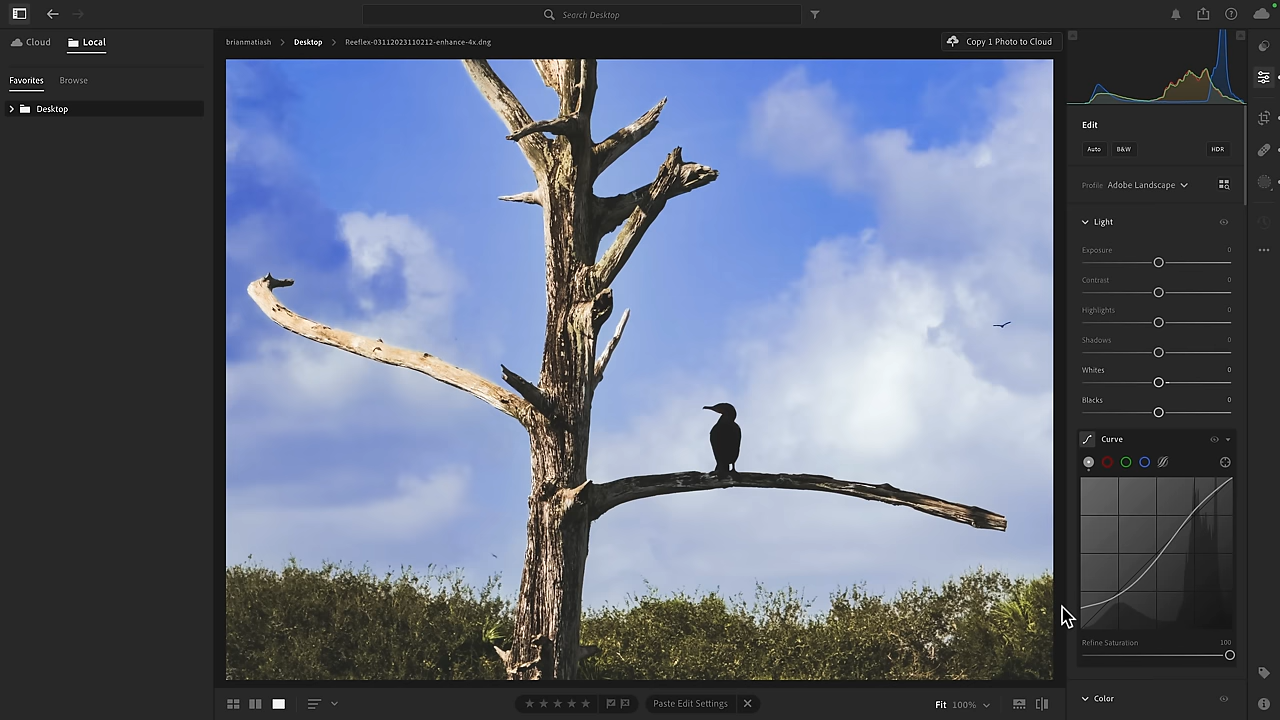 Search Desktop
Cloud
Local
brianmatiash
Desktop
Reeflex-03112023110212-enhance-4x.dng
Copy 1 Photo to Cloud
Favorites
Browse
Desktop
Edit
Auto
B&W
HDR
Profile
Adobe Landscape
Light
Exposure
0
Contrast
0
Highlights
0
Shadows
0
Whites
0
Blacks
0
Curve
Refine Saturation
100
Color
Paste Edit Settings
Fit
100%